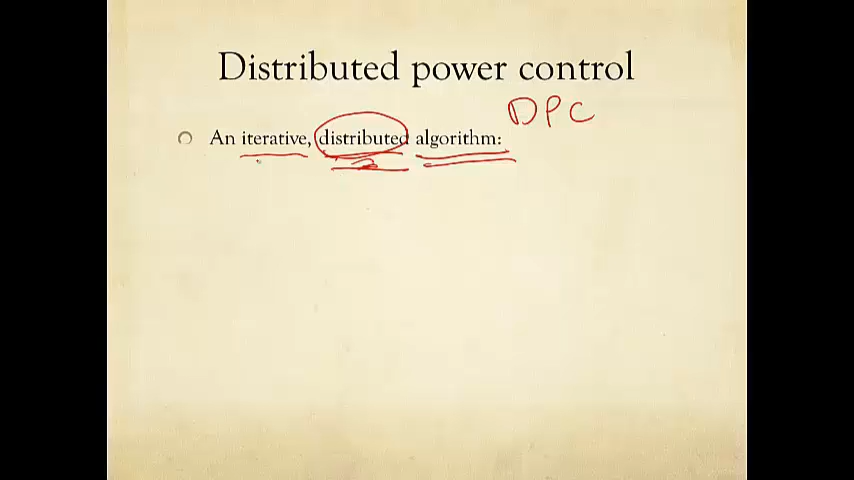 Distributed power control
DPC
An iterative, distributed algorithm: